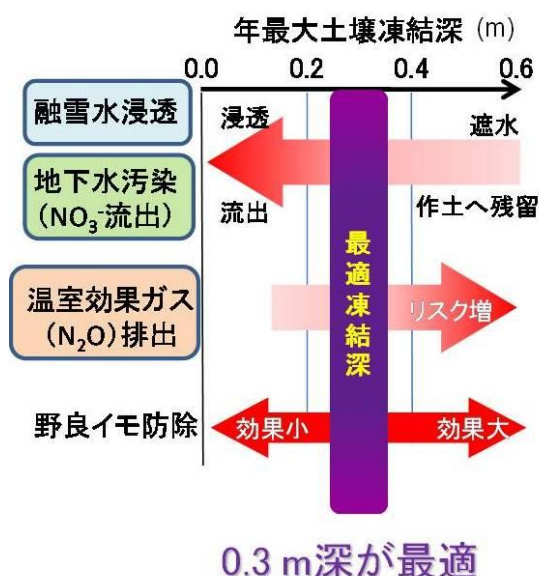 年最大土壌凍結深 (m)
0.0 0.2 0.4 0.6
融雪水浸透
浸透
遮水
地下水汚染
(NO₃⁻流出)
流出
作土へ残留
最適凍結深
温室効果ガス
(N₂O)排出
リスク増
野良イモ防除
効果小
効果大
0.3 m深が最適